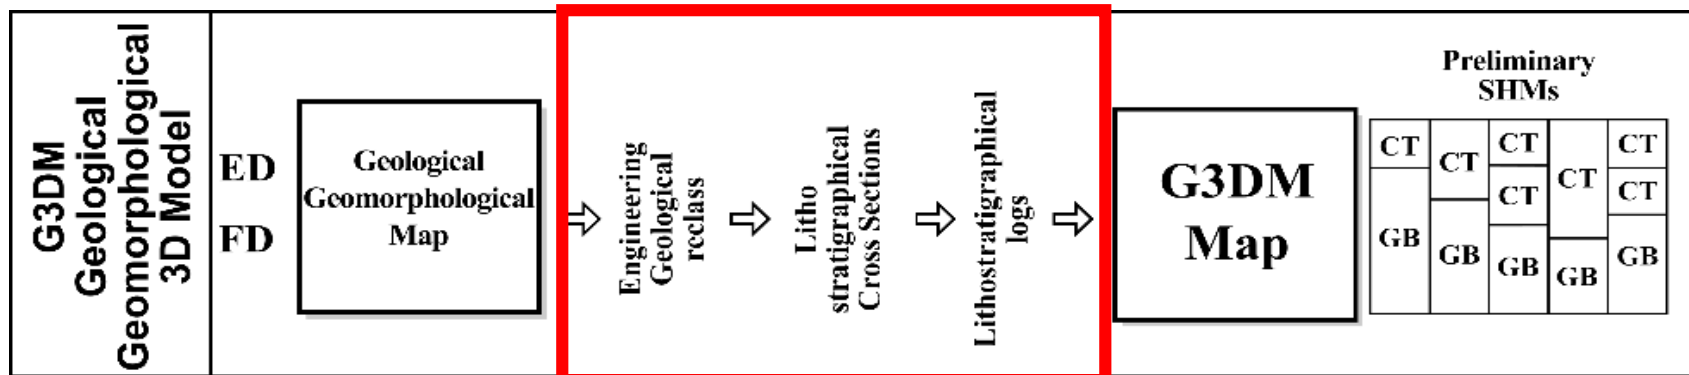 G3DM
Geological
Geomorphological
3D Model
ED
FD
Geological
Geomorphological
Map
Engineering
Geological
rcclass
Litho
stratigraphical
Cross Sections
Lithostratigraphical
logs
G3DM
Map
Preliminary
SHMs
CT
GB
CT
GB
CT
CT
GB
CT
GB
CT
CT
GB